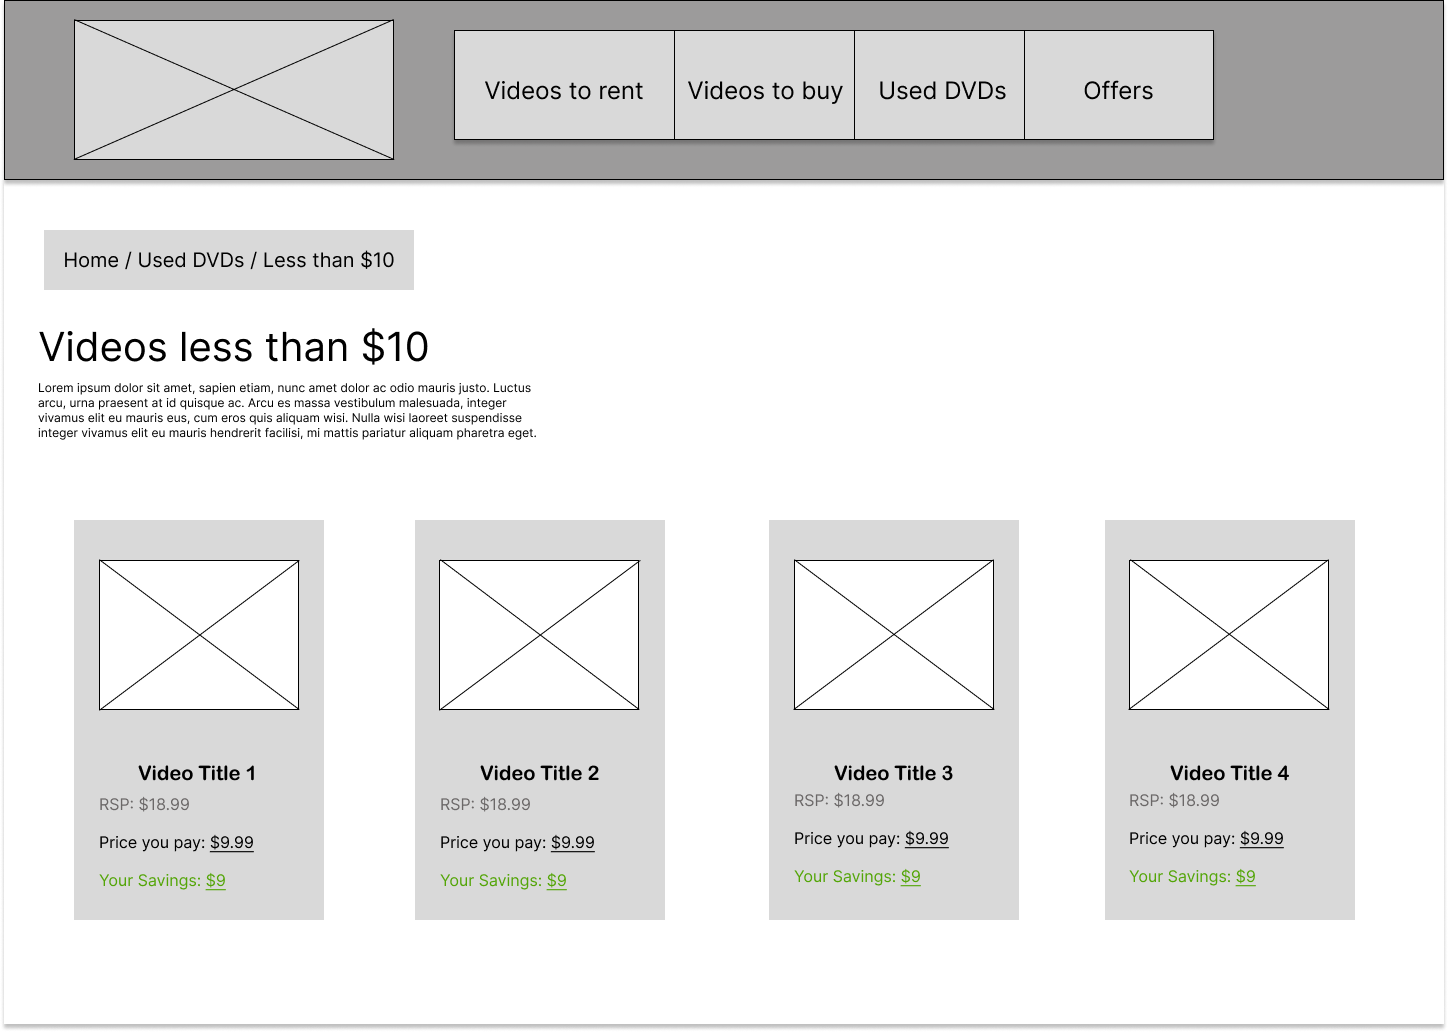 Videos to rent
Videos to buy
Used DVDs
Offers
Home / Used DVDs / Less than $10
Videos less than $10
Lorem ipsum dolor sit amet, sapien etiam, nunc amet dolor ac odio mauris justo. Luctus
arcu, urna praesent at id quisque ac. Arcu es massa vestibulum malesuada, integer
vivamus elit eu mauris eus, cum eros quis aliquam wisi. Nulla wisi laoreet suspendisse
integer vivamus elit eu mauris hendrerit facilisi, mi mattis pariatur aliquam pharetra eget.
Video Title 1
RSP: $18.99
Price you pay: $9.99
Your Savings: $9
Video Title 2
RSP: $18.99
Price you pay: $9.99
Your Savings: $9
Video Title 3
RSP: $18.99
Price you pay: $9.99
Your Savings: $9
Video Title 4
RSP: $18.99
Price you pay: $9.99
Your Savings: $9